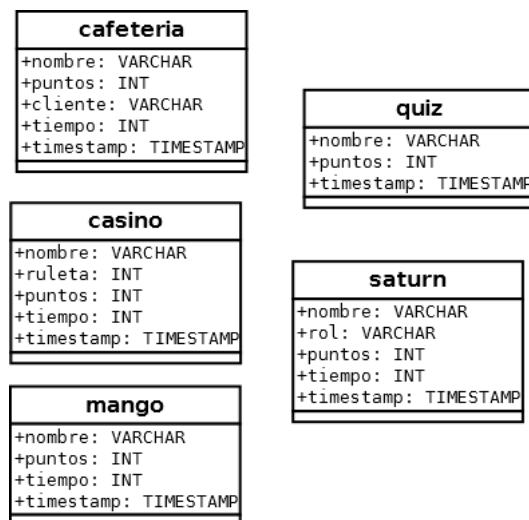 cafeteria
+nombre: VARCHAR
+puntos: INT
+cliente: VARCHAR
+tiempo: INT
+timestamp: TIMESTAMP
quiz
+nombre: VARCHAR
+puntos: INT
+timestamp: TIMESTAMP
casino
+nombre: VARCHAR
+ruleta: INT
+puntos: INT
+tiempo: INT
+timestamp: TIMESTAMP
saturn
+nombre: VARCHAR
+rol: VARCHAR
+puntos: INT
+tiempo: INT
+timestamp: TIMESTAMP
mango
+nombre: VARCHAR
+puntos: INT
+tiempo: INT
+timestamp: TIMESTAMP